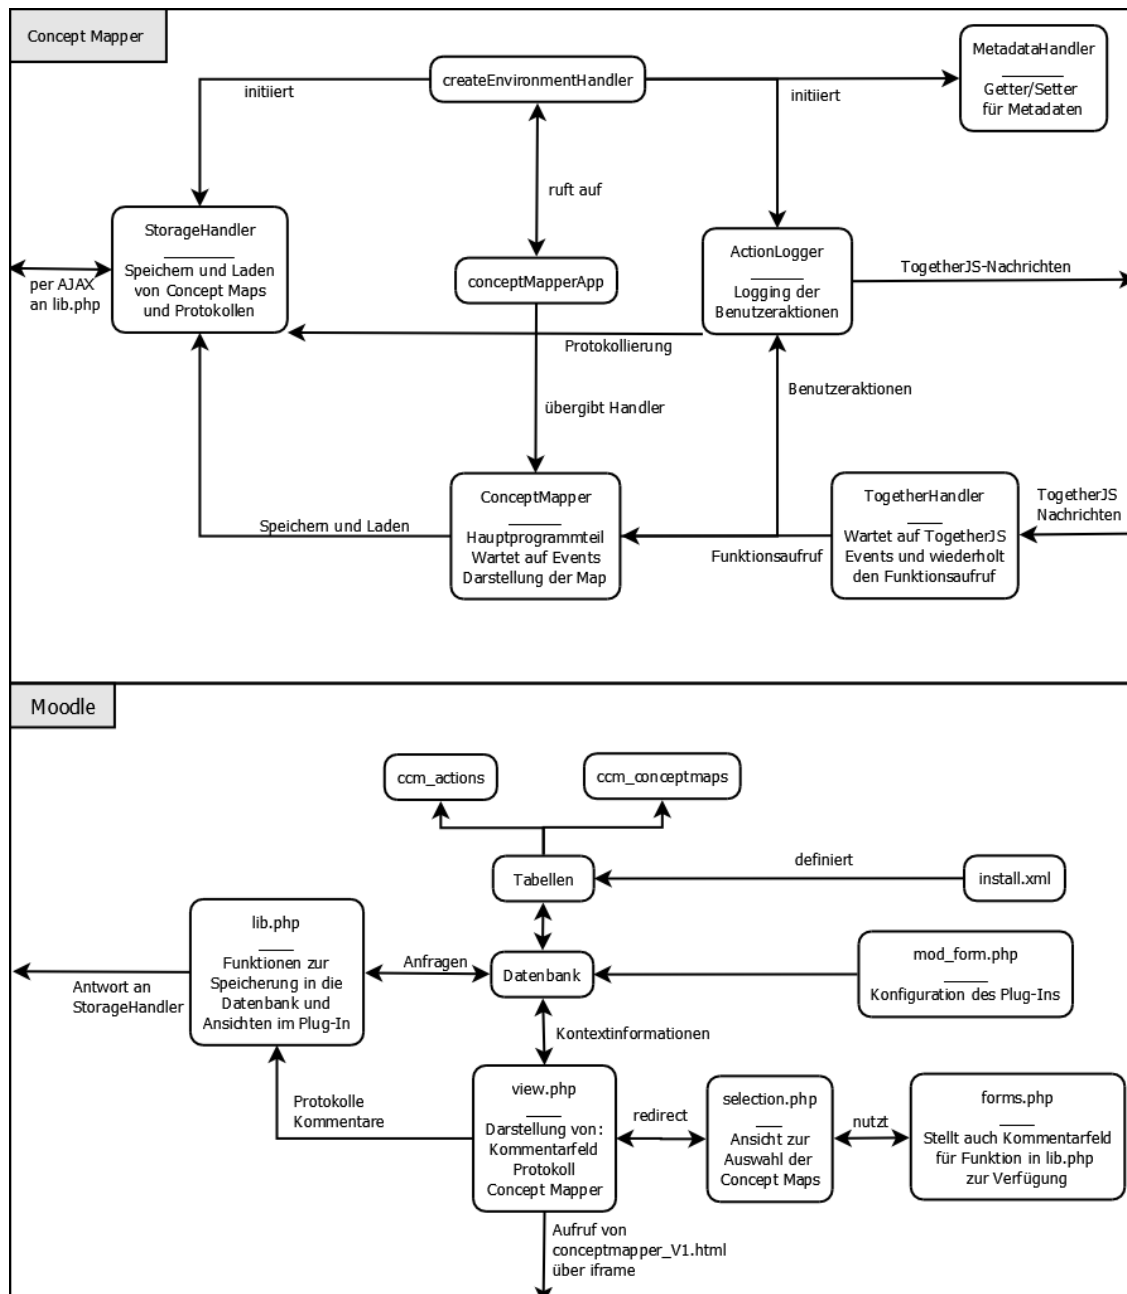 Concept Mapper
createEnvironmentHandler
MetadataHandler
Getter/Setter
für Metadaten
initiiert
initiiert
ruft auf
StorageHandler
Speichern und Laden
von Concept Maps
und Protokollen
per AJAX
an lib.php
conceptMapperApp
ActionLogger
Logging der
Benutzeraktionen
TogetherJS-Nachrichten
Protokollierung
Benutzeraktionen
übergibt Handler
ConceptMapper
Hauptprogrammteil
Wartet auf Events
Darstellung der Map
Speichern und Laden
Funktionsaufruf
TogetherHandler
Wartet auf TogetherJS
Events und wiederholt
den Funktionsaufruf
TogetherJS
Nachrichten
Moodle
ccm_actions
ccm_conceptmaps
Tabellen
definiert
install.xml
lib.php
Funktionen zur
Speicherung in die
Datenbank und
Ansichten im Plug-In
Anfragen
Datenbank
mod_form.php
Konfiguration des Plug-Ins
Antwort an
StorageHandler
Kontextinformationen
Protokolle
Kommentare
view.php
Darstellung von:
Kommentarfeld
Protokoll
Concept Mapper
redirect
selection.php
Ansicht zur
Auswahl der
Concept Maps
nutzt
forms.php
Stellt auch Kommentarfeld
für Funktion in lib.php
zur Verfügung
Aufruf von
conceptmapper_V1.html
über iframe